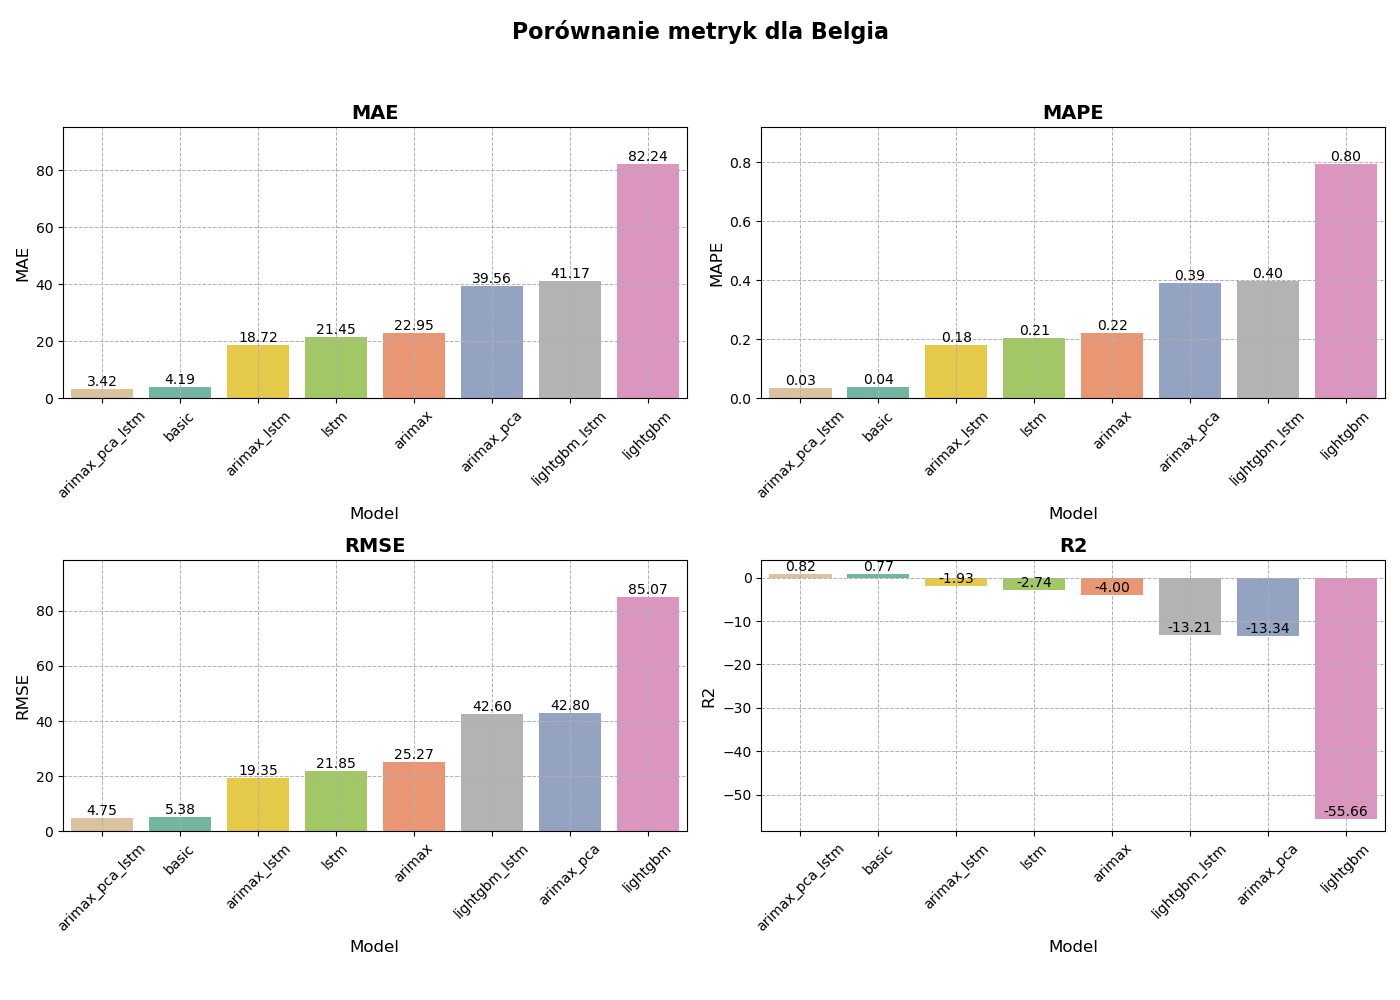 Porównanie metryk dla Belgia
MAE
MAE
80
60
40
20
0
3.42
4.19
18.72
21.45
22.95
39.56
41.17
82.24
arimax_pca_lstm
basic
arimax_lstm
lstm
arimax
arimax_pca
lightgbm_lstm
lightgbm
Model
MAPE
MAPE
0.8
0.6
0.4
0.2
0.0
0.03
0.04
0.18
0.21
0.22
0.39
0.40
0.80
arimax_pca_lstm
basic
arimax_lstm
lstm
arimax
arimax_pca
lightgbm_lstm
lightgbm
Model
RMSE
RMSE
80
60
40
20
0
4.75
5.38
19.35
21.85
25.27
42.60
42.80
85.07
arimax_pca_lstm
basic
arimax_lstm
lstm
arimax
lightgbm_lstm
arimax_pca
lightgbm
Model
R2
R2
0
−10
−20
−30
−40
−50
0.82
0.77
-1.93
-2.74
-4.00
-13.21
-13.34
-55.66
arimax_pca_lstm
basic
arimax_lstm
lstm
arimax
lightgbm_lstm
arimax_pca
lightgbm
Model